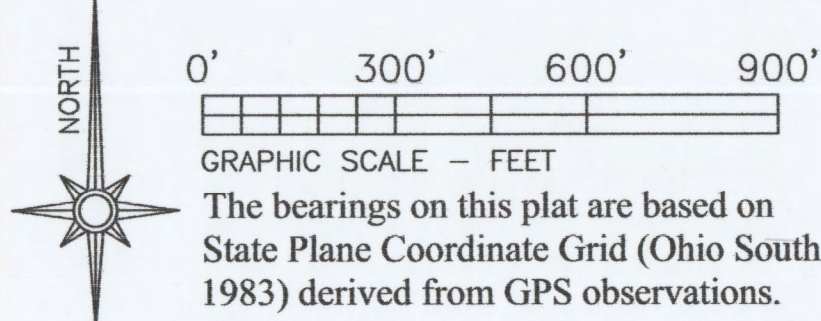 NORTH
0' 300' 600' 900'
GRAPHIC SCALE – FEET
The bearings on this plat are based on
State Plane Coordinate Grid (Ohio South
1983) derived from GPS observations.